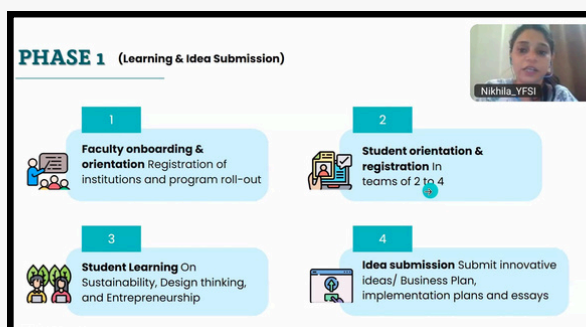 PHASE 1 (Learning & Idea Submission)
Nikhila_YFSI
1
Faculty onboarding &
orientation Registration of
institutions and program roll-out
2
Student orientation &
registration In
teams of 2 to 4
3
Student Learning On
Sustainability, Design thinking,
and Entrepreneurship
4
Idea submission Submit innovative
ideas/ Business Plan,
implementation plans and essays